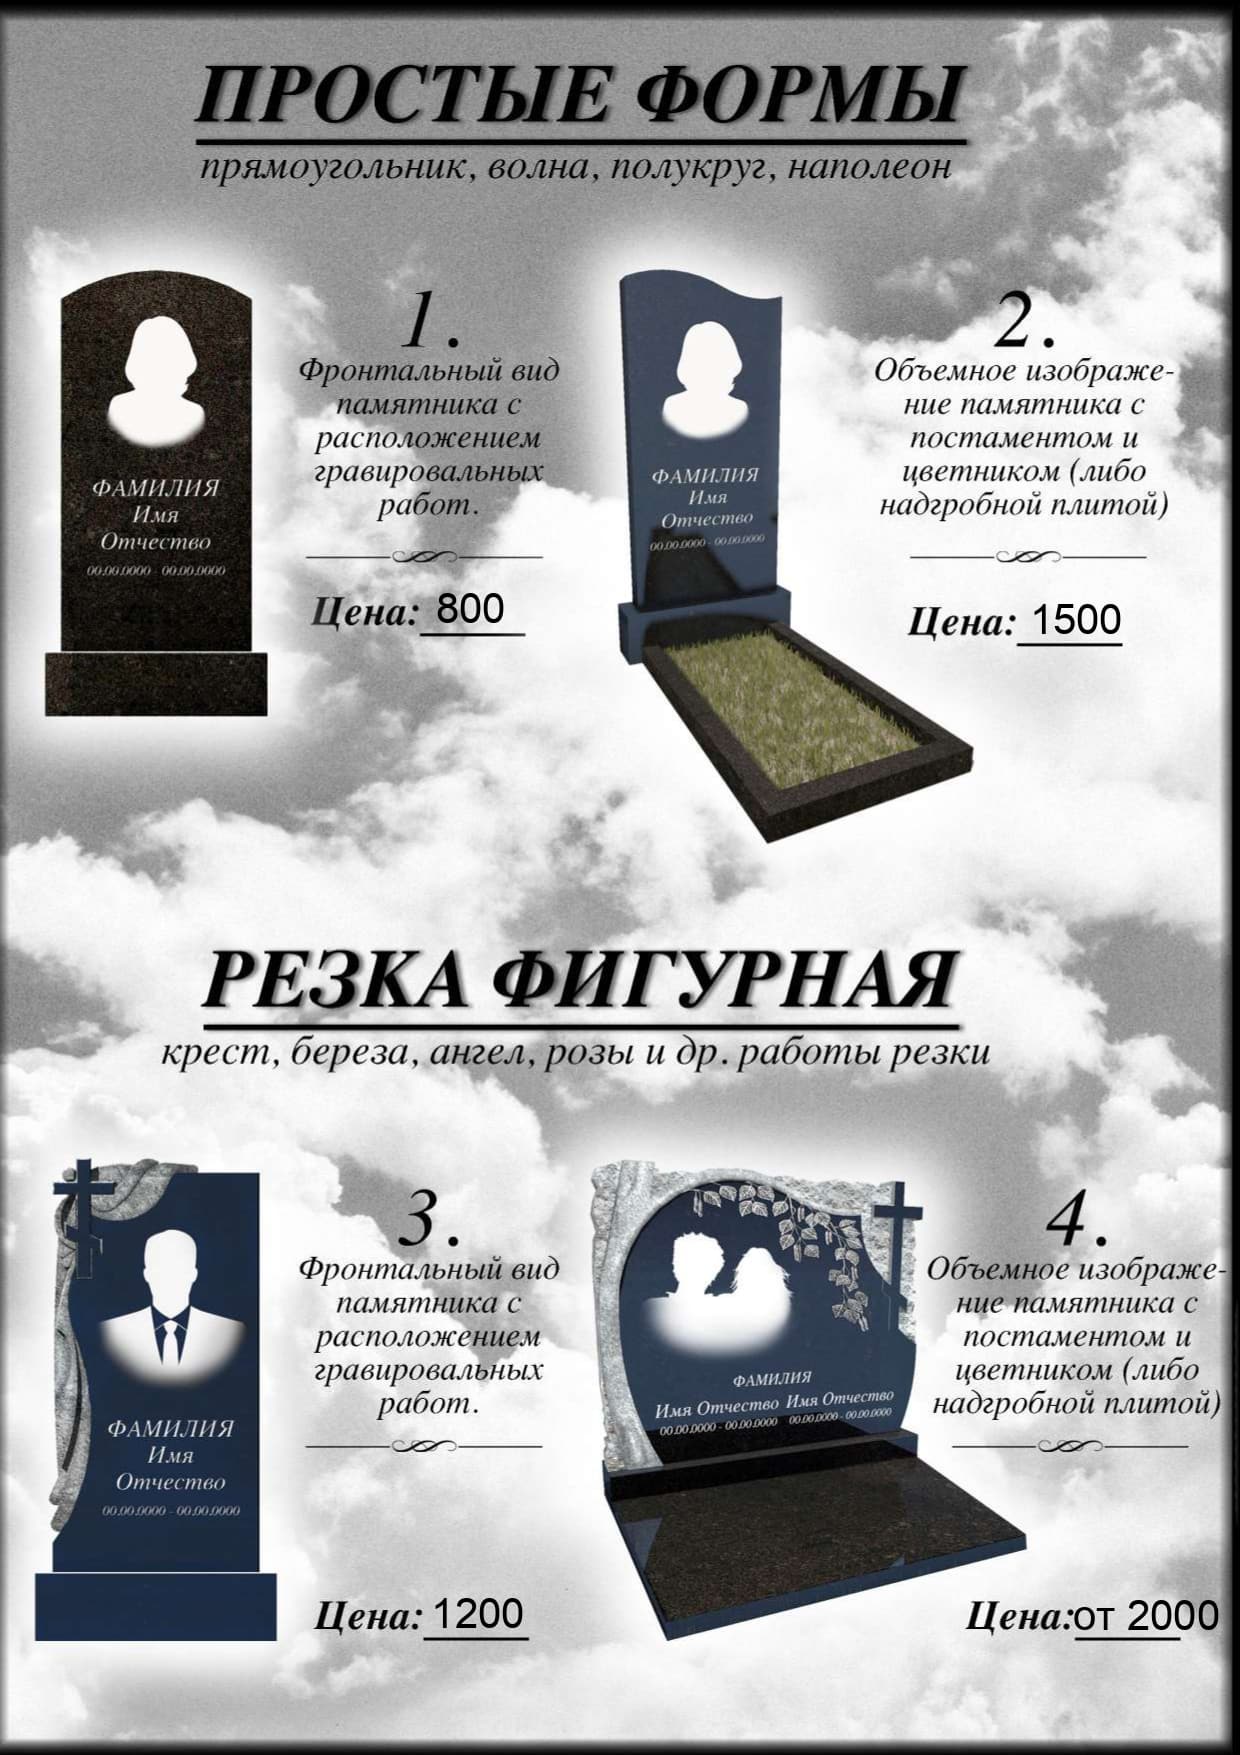 ПРОСТЫЕ ФОРМЫ
прямоугольник, волна, полукруг, наполеон
1.
Фронтальный вид
памятника с
расположением
гравировальных
работ.
Цена: 800
ФАМИЛИЯ
Имя
Отчество
00.00.0000 - 00.00.0000
2.
Объемное изображе-
ние памятника с
постаментом и
цветником (либо
надгробной плитой)
Цена: 1500
ФАМИЛИЯ
Имя
Отчество
00.00.0000 - 00.00.0000
РЕЗКА ФИГУРНАЯ
крест, береза, ангел, розы и др. работы резки
3.
Фронтальный вид
памятника с
расположением
гравировальных
работ.
Цена: 1200
ФАМИЛИЯ
Имя
Отчество
00.00.0000 - 00.00.0000
4.
Объемное изображе-
ние памятника с
постаментом и
цветником (либо
надгробной плитой)
Цена:от 2000
ФАМИЛИЯ
Имя Отчество Имя Отчество
00.00.0000 - 00.00.0000 00.00.0000 - 00.00.0000